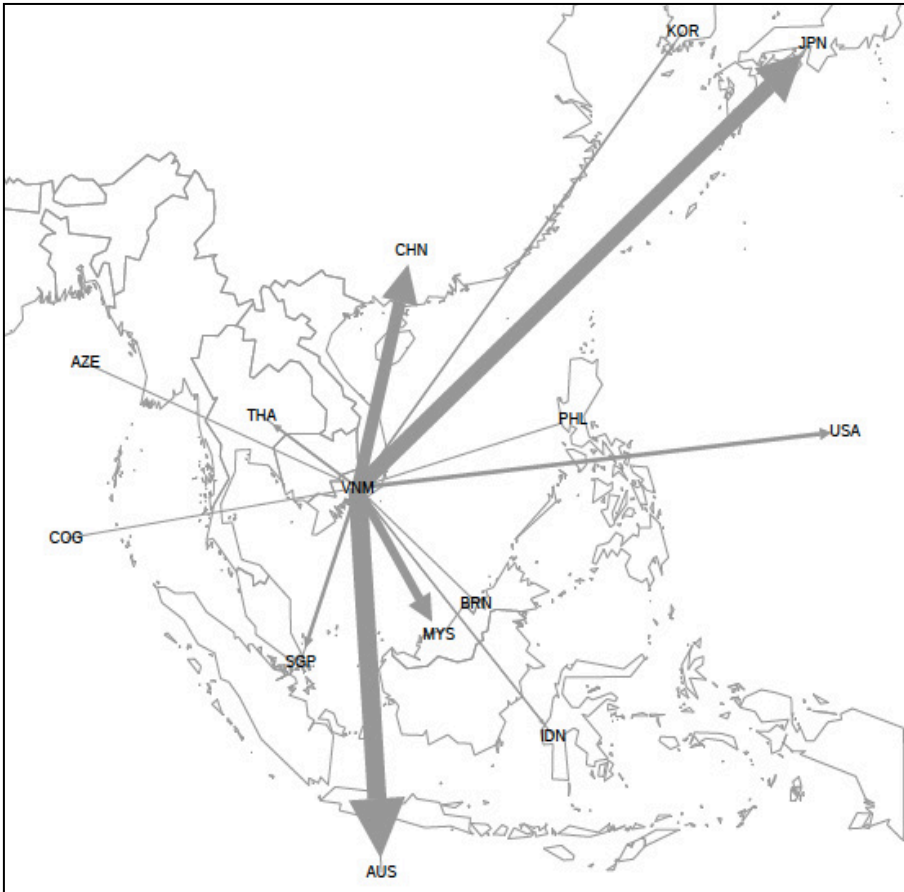 KOR
JPN
CHN
AZE
THA
PHL
USA
VNM
COG
BRN
MYS
SGP
IDN
AUS